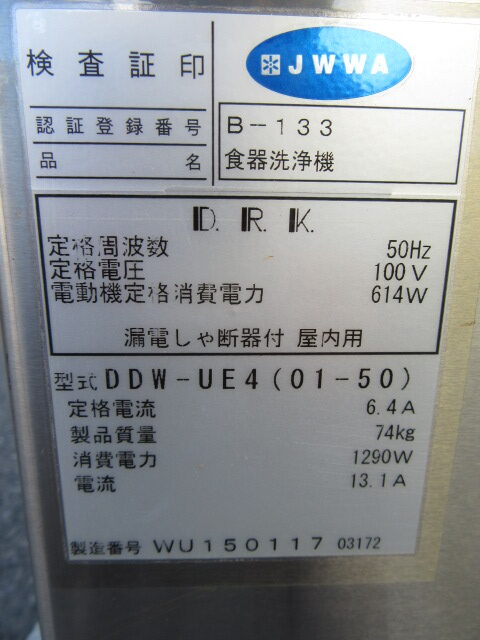 検査証印 JWWA
認証登録番号 B-133
品名 食器洗浄機
D.R.K.
定格周波数 50Hz
定格電圧 100V
電動機定格消費電力 614W
漏電しゃ断器付 屋内用
型式 DDW-UE4(01-50)
定格電流 6.4A
製品質量 74kg
消費電力 1290W
電流 13.1A
製造番号 WU150117 03172